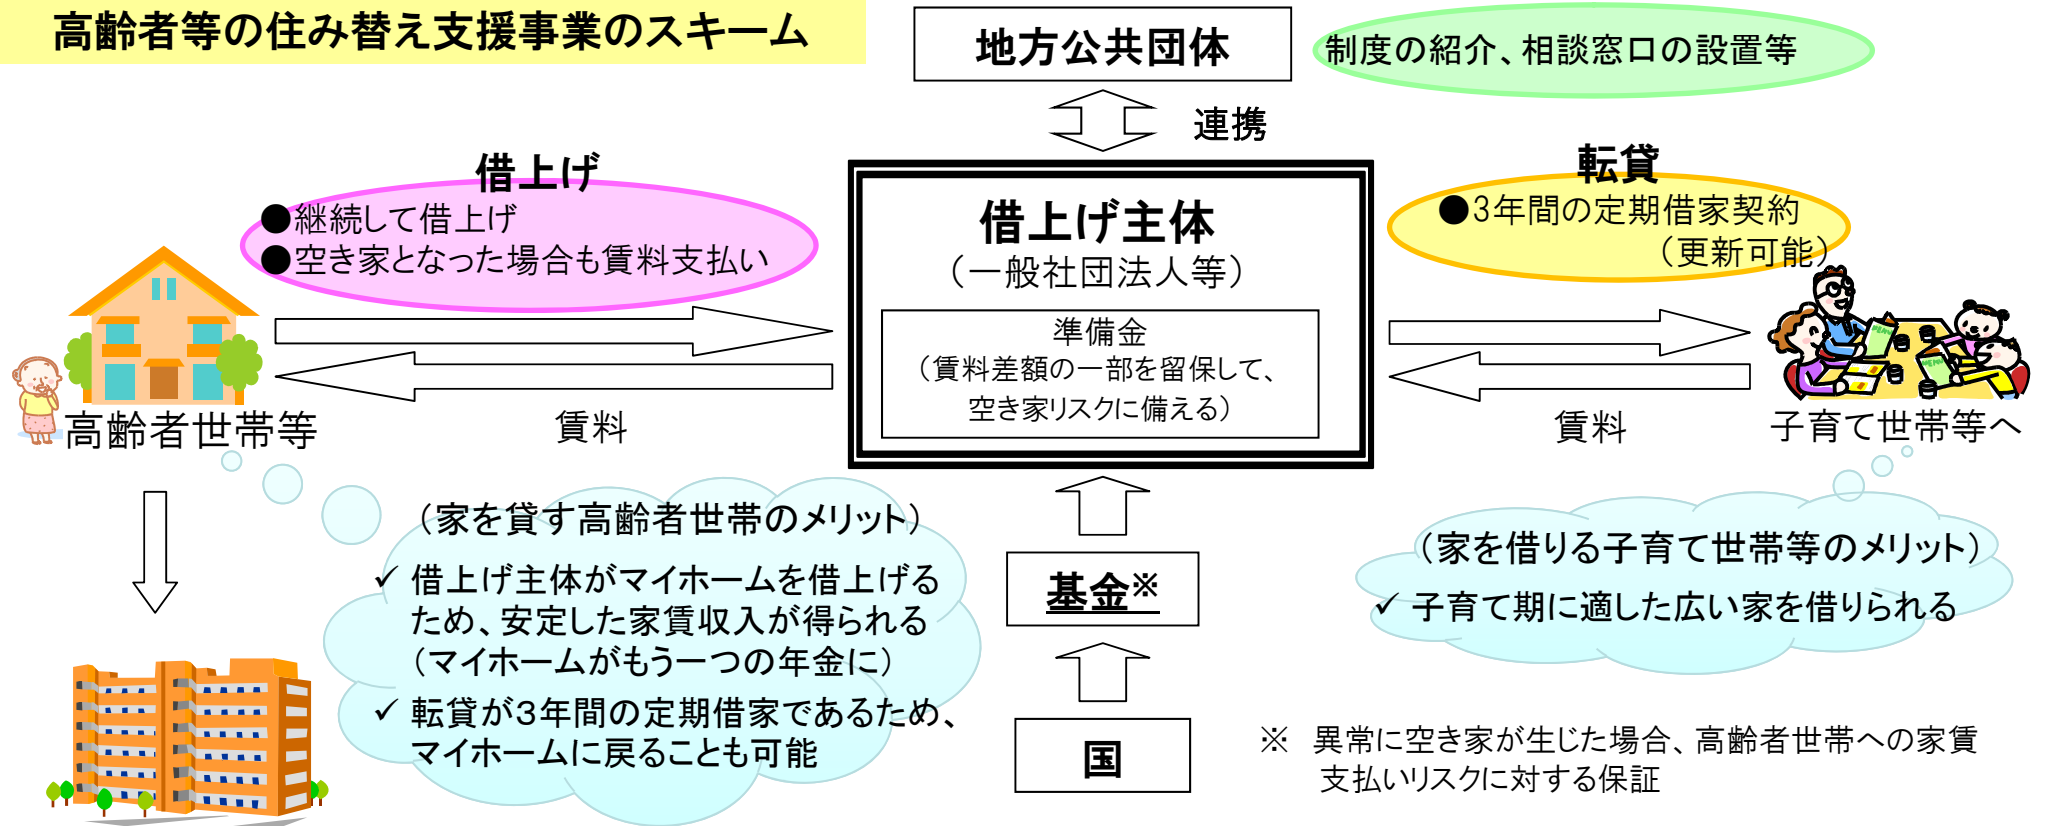 高齢者等の住み替え支援事業のスキーム
地方公共団体
制度の紹介、相談窓口の設置等
連携
借上げ
●継続して借上げ
●空き家となった場合も賃料支払い
借上げ主体
（一般社団法人等）
準備金
（賃料差額の一部を留保して、
空き家リスクに備える）
転貸
●3年間の定期借家契約
（更新可能）
高齢者世帯等
賃料
賃料
子育て世帯等へ
（家を貸す高齢者世帯のメリット）
✓ 借上げ主体がマイホームを借上げる
ため、安定した家賃収入が得られる
（マイホームがもう一つの年金に）
✓ 転貸が３年間の定期借家であるため、
マイホームに戻ることも可能
基金※
国
（家を借りる子育て世帯等のメリット）
✓ 子育て期に適した広い家を借りられる
※ 異常に空き家が生じた場合、高齢者世帯への家賃
支払いリスクに対する保証